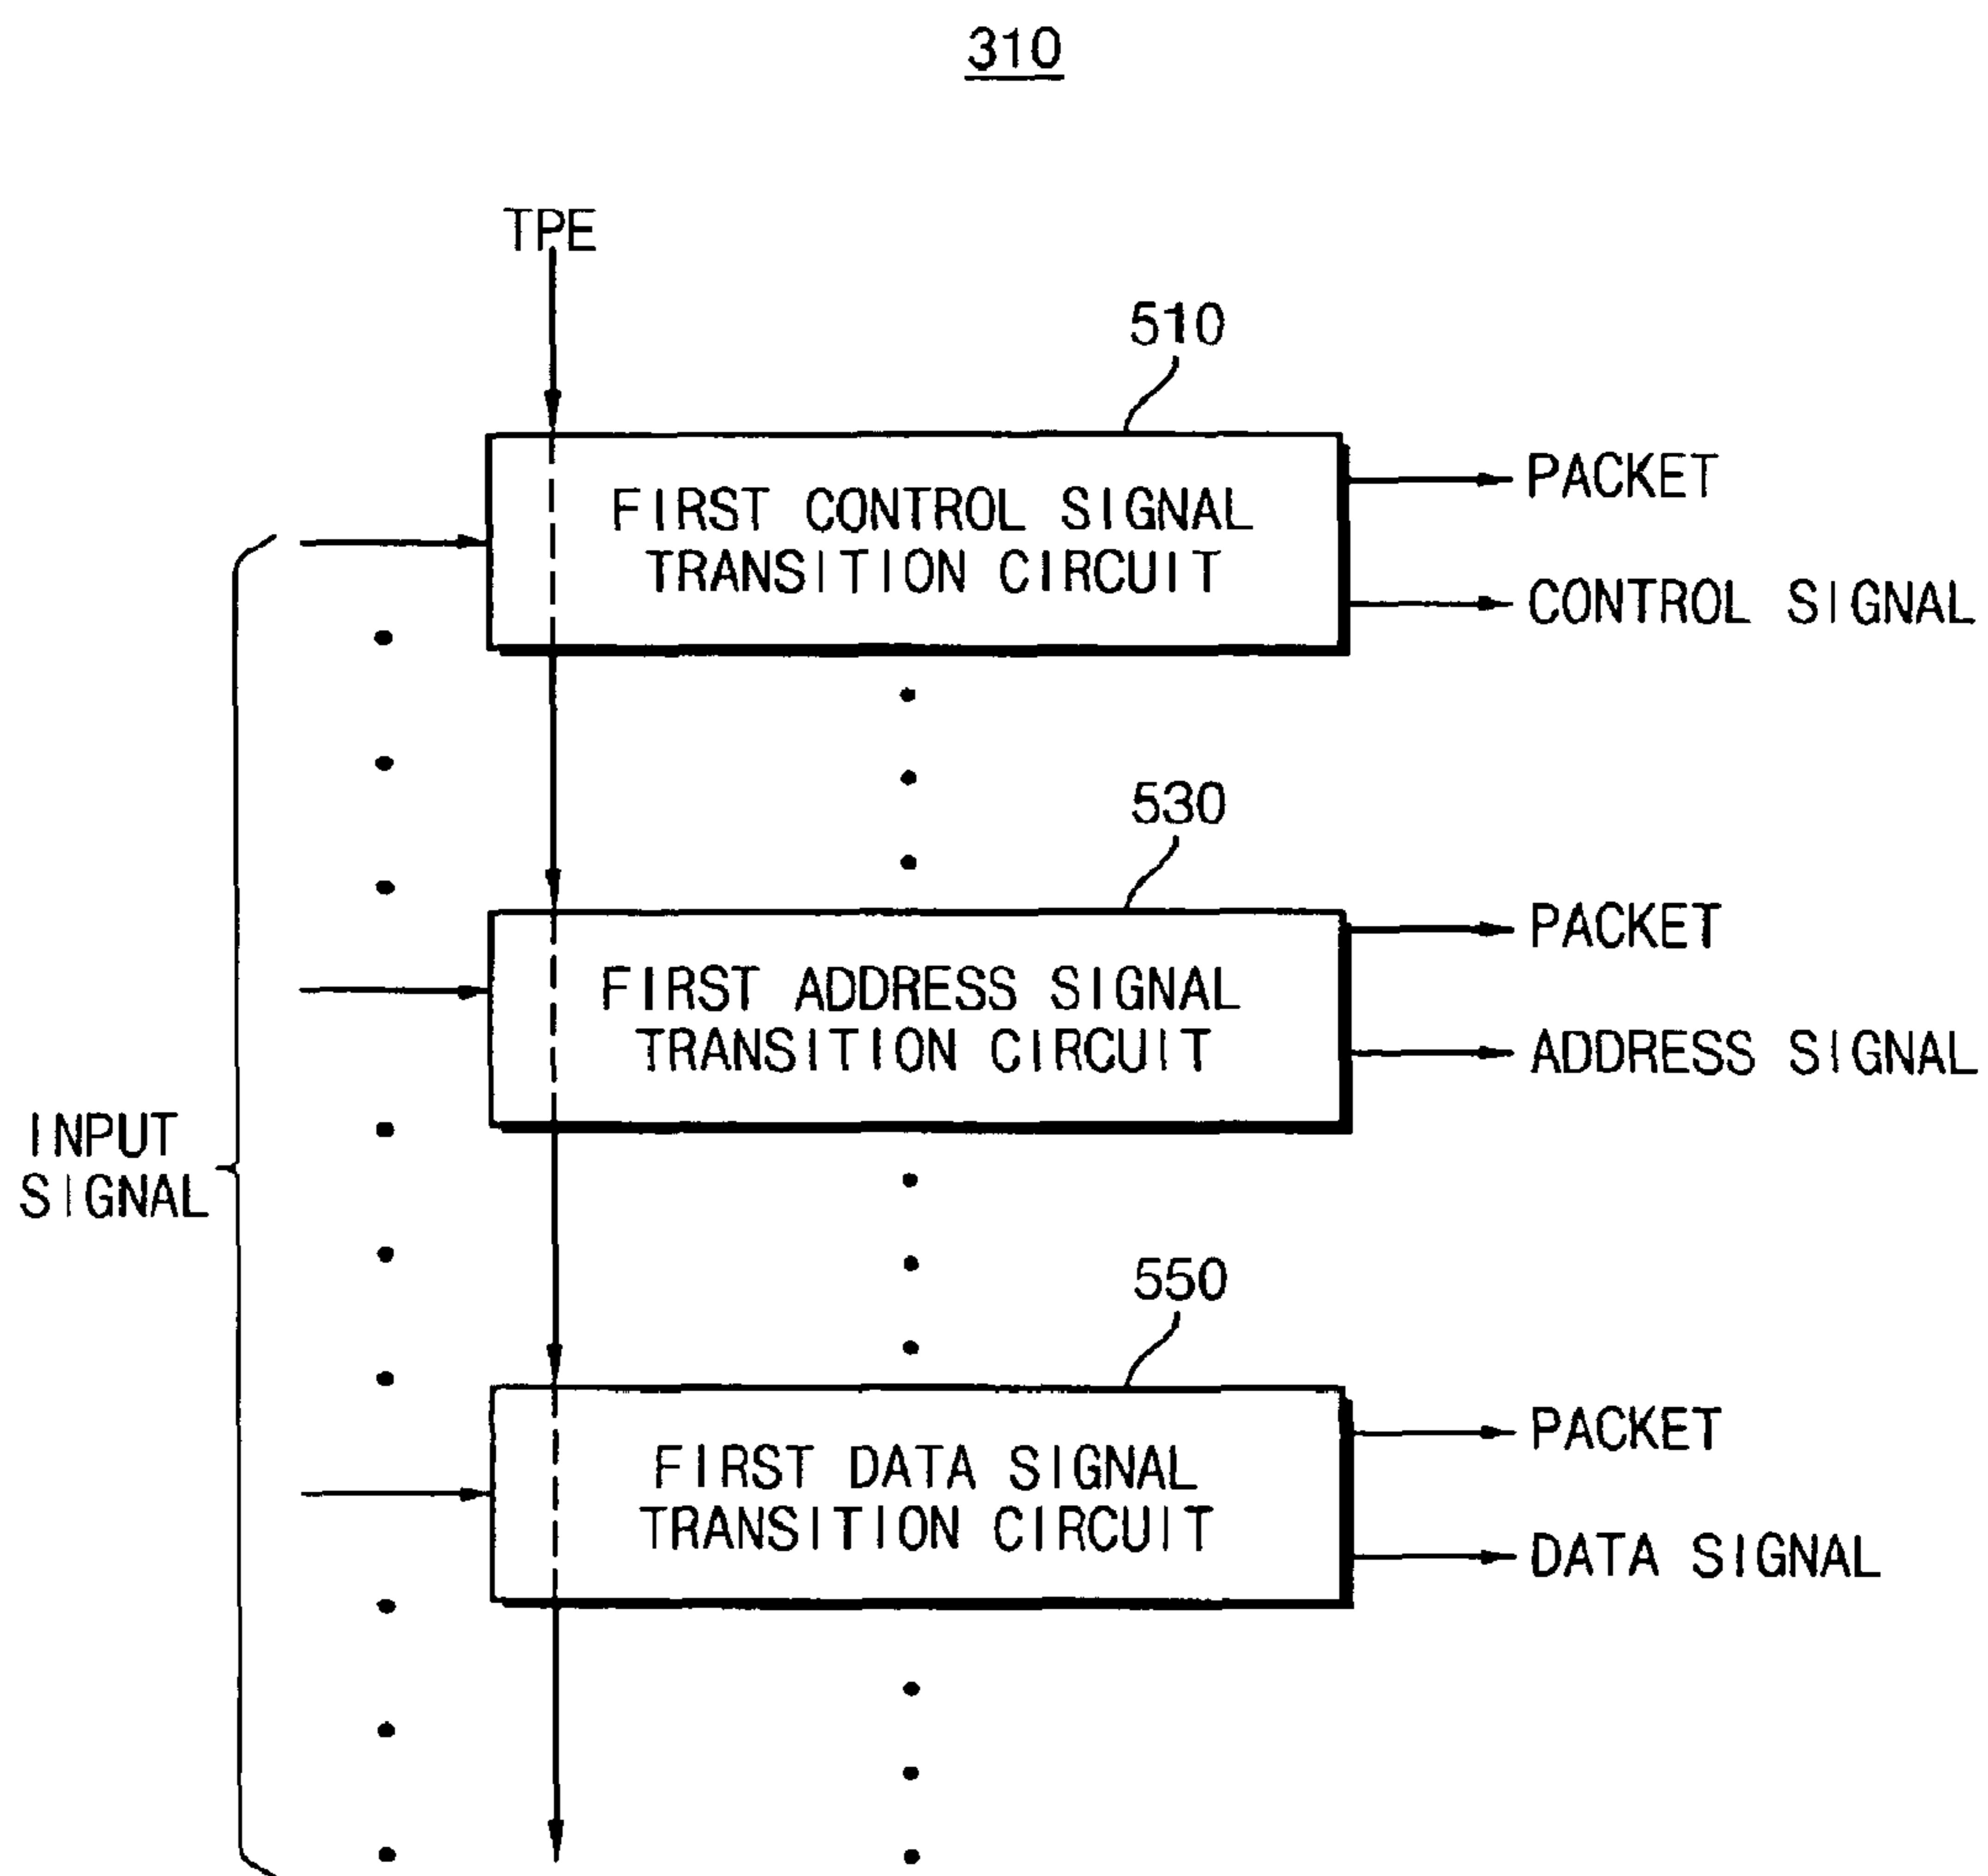 310
TPE
510
FIRST CONTROL SIGNAL
TRANSITION CIRCUIT
PACKET
CONTROL SIGNAL
530
FIRST ADDRESS SIGNAL
TRANSITION CIRCUIT
PACKET
ADDRESS SIGNAL
INPUT
SIGNAL
550
FIRST DATA SIGNAL
TRANSITION CIRCUIT
PACKET
DATA SIGNAL